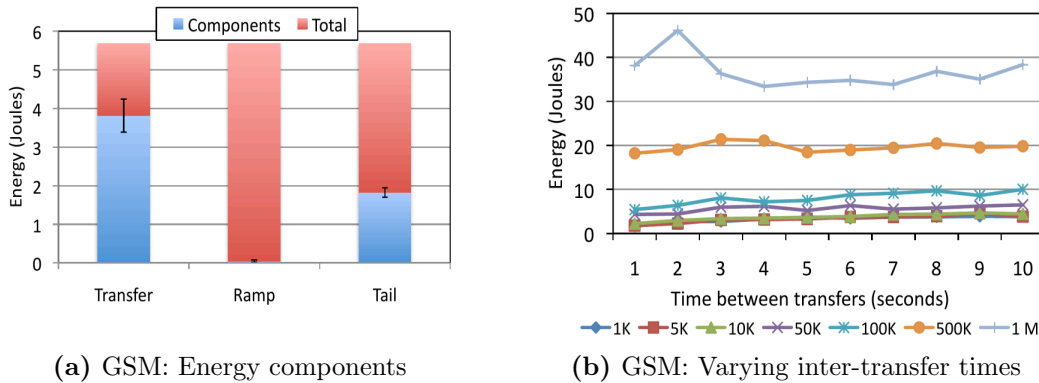 Components Total
Energy (Joules)
6
5
4
3
2
1
0
Transfer Ramp Tail
(a) GSM: Energy components
Energy (Joules)
50
40
30
20
10
0
1 2 3 4 5 6 7 8 9 10
Time between transfers (seconds)
1K 5K 10K 50K 100K 500K 1 M
(b) GSM: Varying inter-transfer times